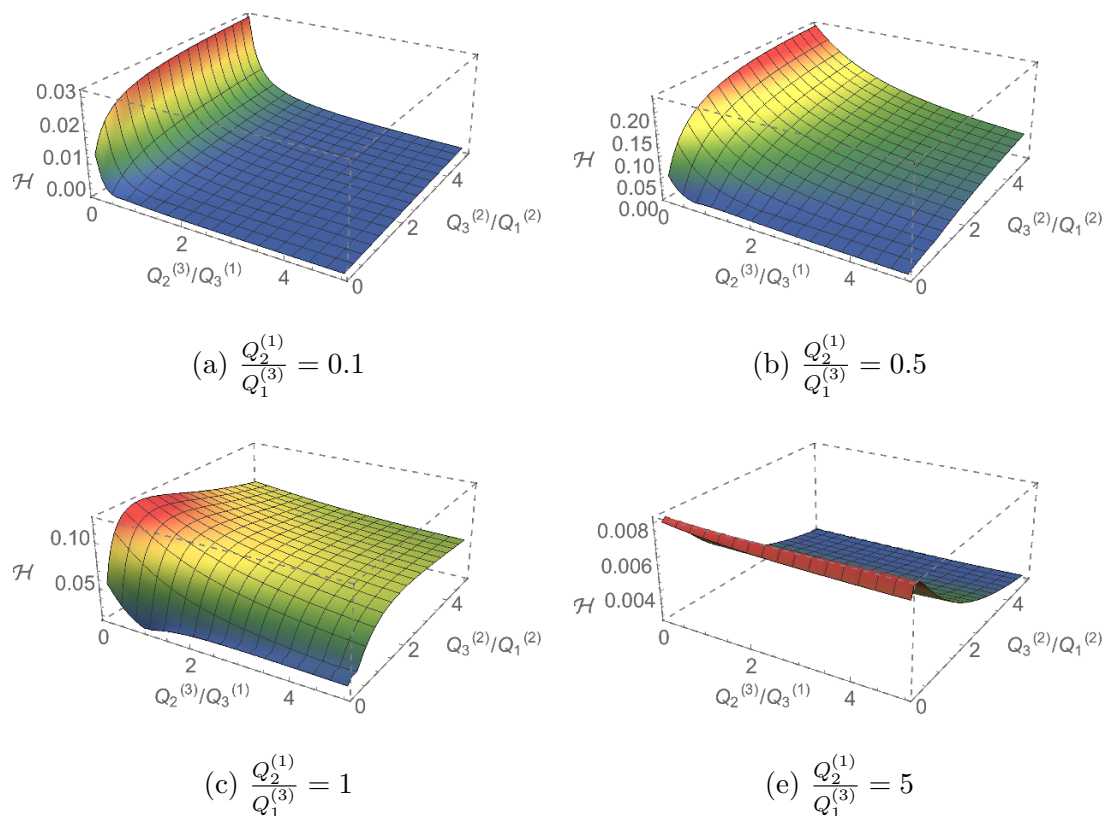 0.03
0.02
0.01
0.00
ℋ
0
2
4
Q₂⁽³⁾/Q₃⁽¹⁾
0
2
4
Q₃⁽²⁾/Q₁⁽²⁾
(a) Q₂⁽¹⁾/Q₁⁽³⁾ = 0.1
0.20
0.15
0.10
0.05
0.00
ℋ
0
2
4
Q₂⁽³⁾/Q₃⁽¹⁾
0
2
4
Q₃⁽²⁾/Q₁⁽²⁾
(b) Q₂⁽¹⁾/Q₁⁽³⁾ = 0.5
0.10
0.05
ℋ
0
2
4
Q₂⁽³⁾/Q₃⁽¹⁾
0
2
4
Q₃⁽²⁾/Q₁⁽²⁾
(c) Q₂⁽¹⁾/Q₁⁽³⁾ = 1
0.008
0.006
0.004
ℋ
0
2
4
Q₂⁽³⁾/Q₃⁽¹⁾
0
2
4
Q₃⁽²⁾/Q₁⁽²⁾
(e) Q₂⁽¹⁾/Q₁⁽³⁾ = 5